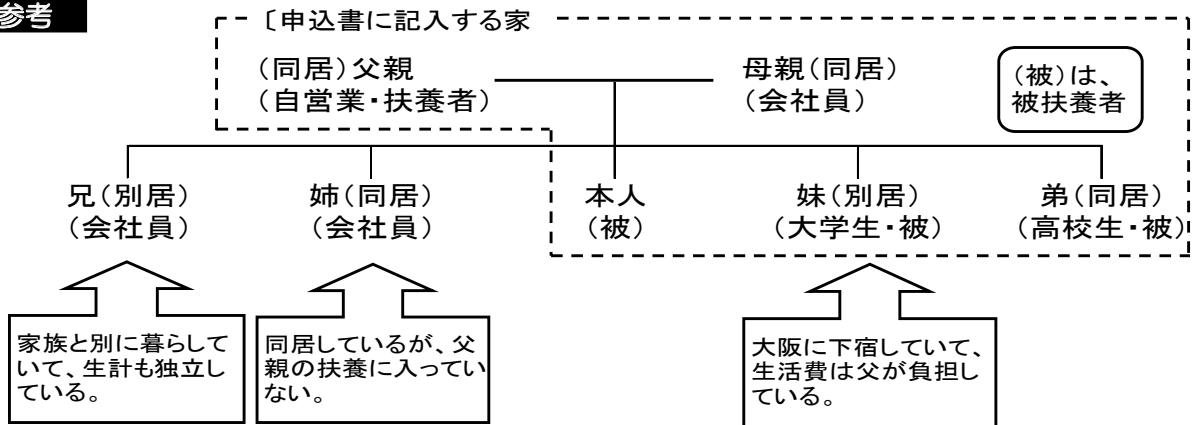 参考
〔申込書に記入する家
(同居)父親
(自営業・扶養者)
母親(同居)
(会社員)
(被)は、
被扶養者
兄(別居)
(会社員)
姉(同居)
(会社員)
本人
(被)
妹(別居)
(大学生・被)
弟(同居)
(高校生・被)
家族と別に暮らして
いて、生計も独立し
ている。
同居しているが、父
親の扶養に入ってい
ない。
大阪に下宿していて、
生活費は父が負担し
ている。